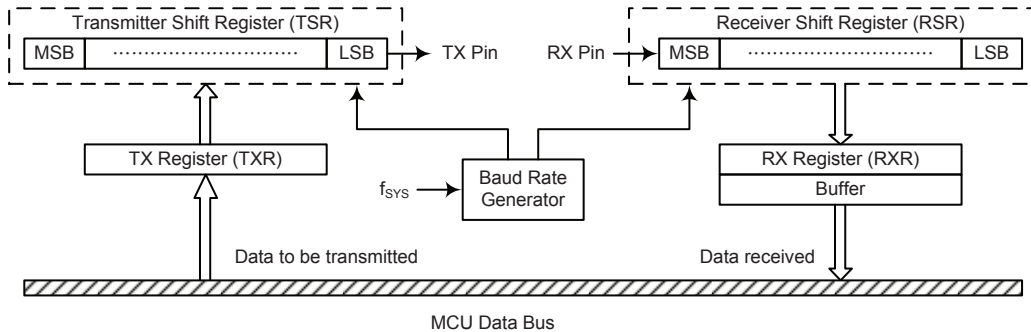 Transmitter Shift Register (TSR)
Receiver Shift Register (RSR)
MSB LSB TX Pin RX Pin MSB LSB
TX Register (TXR)
RX Register (RXR)
Buffer
f_SYS
Baud Rate
Generator
Data to be transmitted
Data received
MCU Data Bus